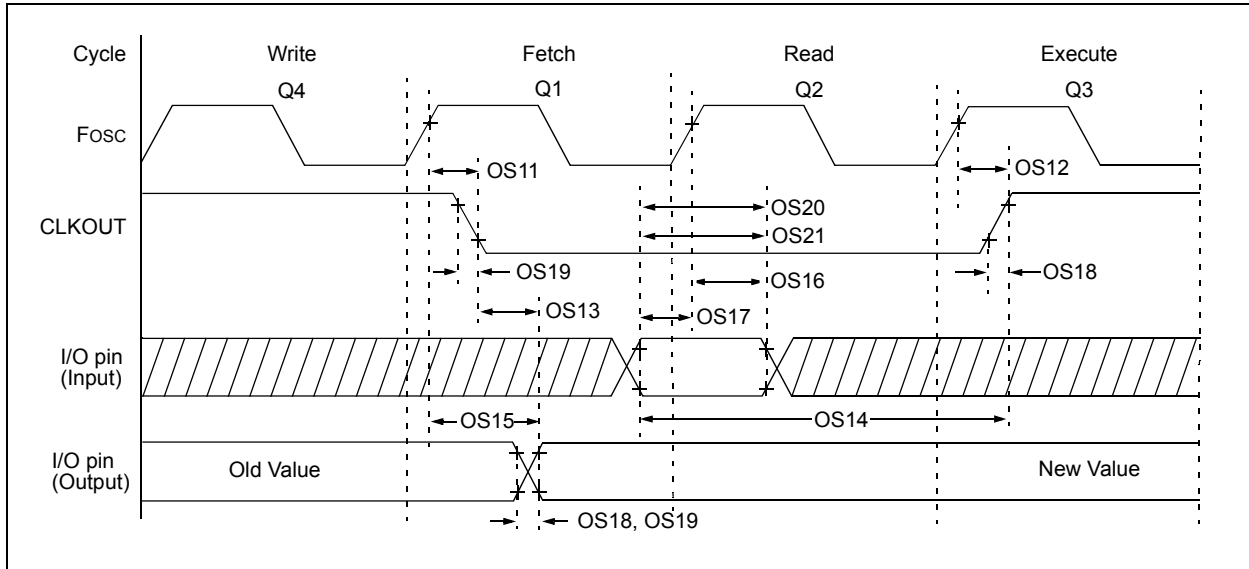 Cycle Write Fetch Read Execute
Q4 Q1 Q2 Q3
Fosc
OS11 OS12
OS20
CLKOUT OS21
OS19 OS16 OS18
OS13 OS17
I/O pin
(Input)
OS15 OS14
I/O pin
(Output) Old Value New Value
OS18, OS19